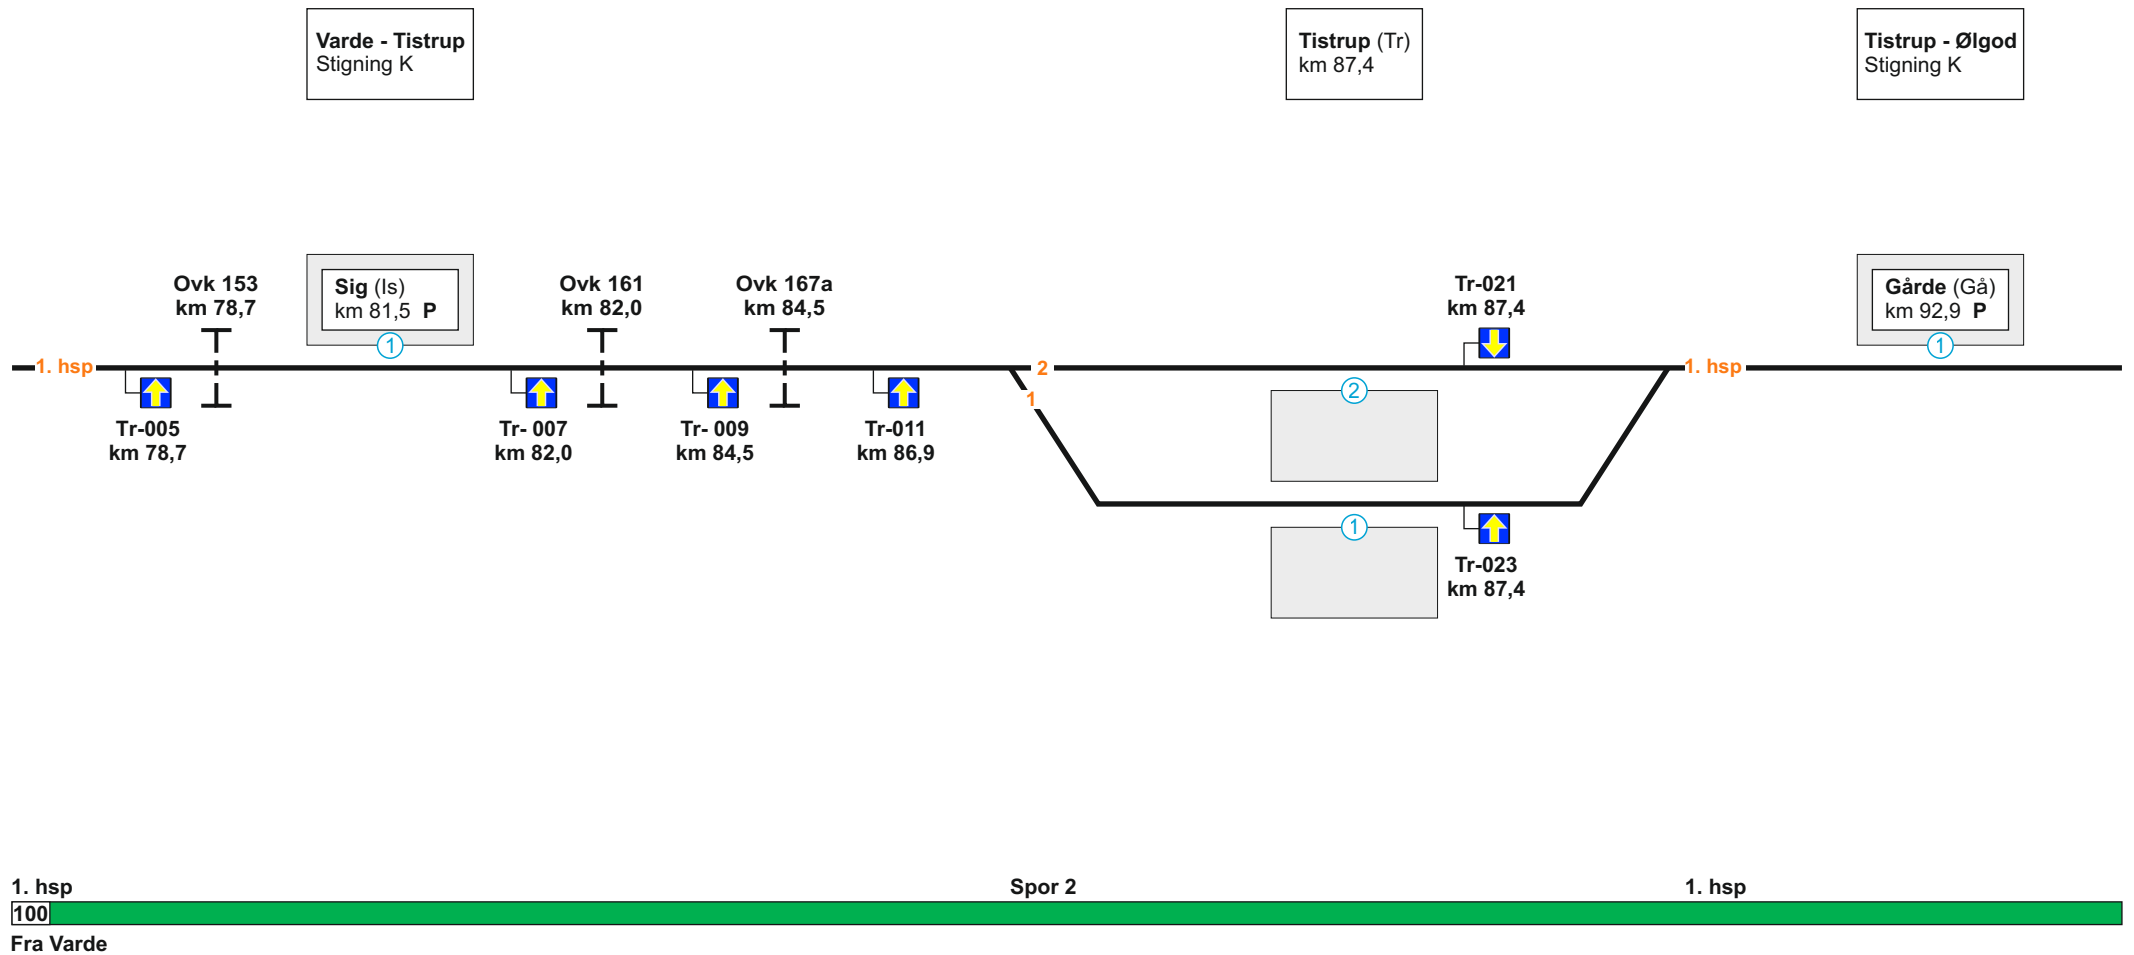 Varde - Tistrup
Stigning K
Tistrup (Tr)
km 87,4
Tistrup - Ølgod
Stigning K
Ovk 153
km 78,7
Sig (Is)
km 81,5 P
1
Ovk 161
km 82,0
Ovk 167a
km 84,5
Tr-021
km 87,4
Gårde (Gå)
km 92,9 P
1
1. hsp
2
1
1. hsp
Tr-005
km 78,7
Tr- 007
km 82,0
Tr- 009
km 84,5
Tr-011
km 86,9
2
1
Tr-023
km 87,4
1. hsp
Spor 2
1. hsp
100
Fra Varde